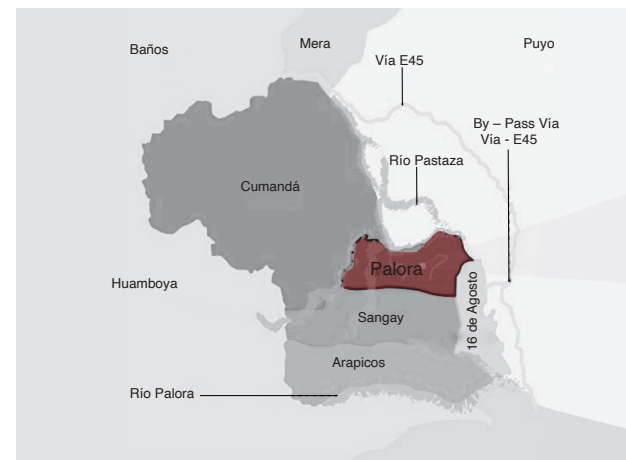 Baños
Mera
Puyo
Vía E45
By – Pass Vía
Vía - E45
Río Pastaza
Cumandá
Palora
Huamboya
16 de Agosto
Sangay
Arapicos
Río Palora